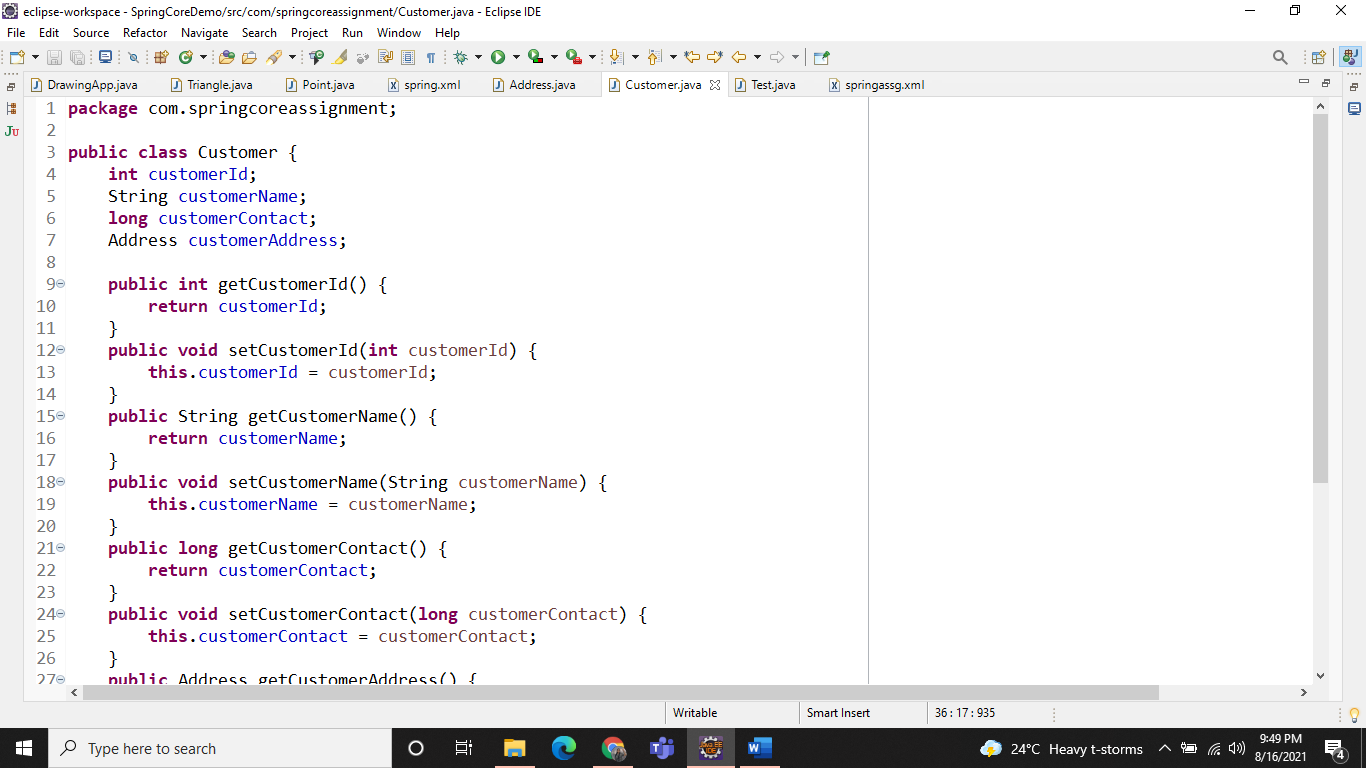 eclipse-workspace - SpringCoreDemo/src/com/springcoreassignment/Customer.java - Eclipse IDE
File Edit Source Refactor Navigate Search Project Run Window Help
DrawingApp.java Triangle.java Point.java spring.xml Address.java Customer.java Test.java springassg.xml
1 package com.springcoreassignment;
2
3 public class Customer {
4 int customerId;
5 String customerName;
6 long customerContact;
7 Address customerAddress;
8
9 public int getCustomerId() {
10 return customerId;
11 }
12 public void setCustomerId(int customerId) {
13 this.customerId = customerId;
14 }
15 public String getCustomerName() {
16 return customerName;
17 }
18 public void setCustomerName(String customerName) {
19 this.customerName = customerName;
20 }
21 public long getCustomerContact() {
22 return customerContact;
23 }
24 public void setCustomerContact(long customerContact) {
25 this.customerContact = customerContact;
26 }
27 public Address getCustomerAddress() {
Writable Smart Insert 36 : 17 : 935
Type here to search 24°C Heavy t-storms 9:49 PM
8/16/2021 4